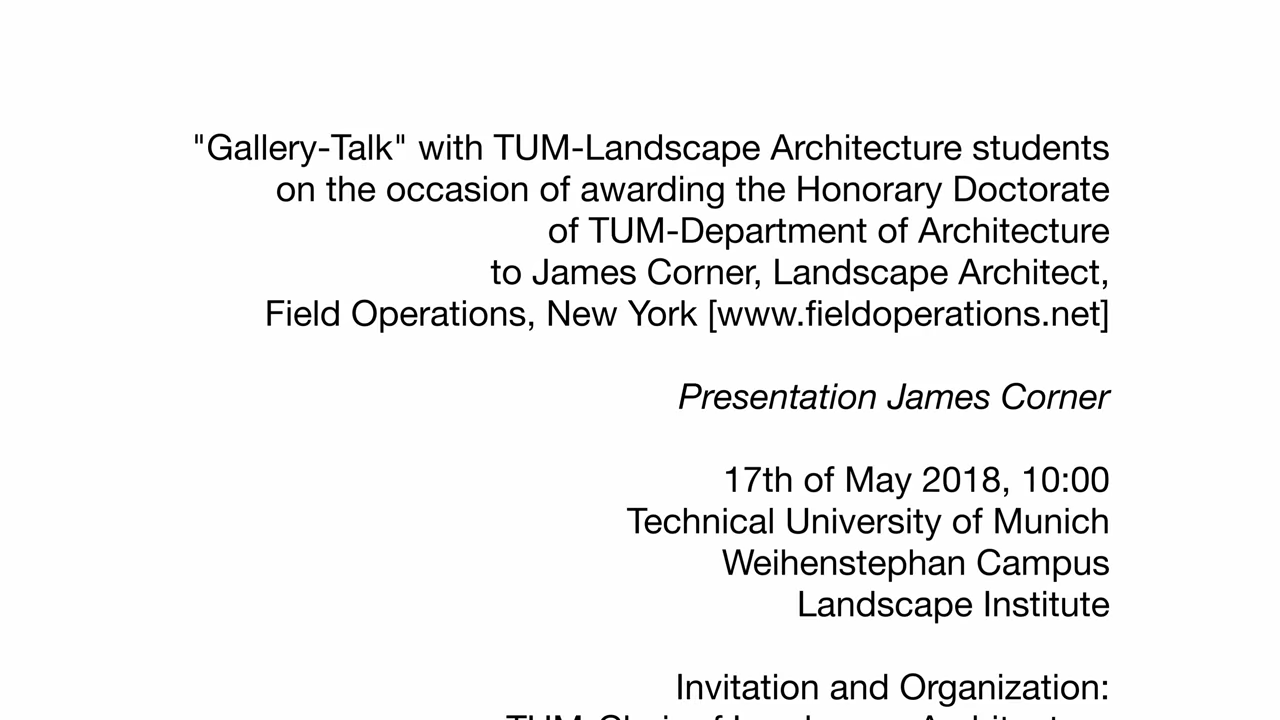 "Gallery-Talk" with TUM-Landscape Architecture students
on the occasion of awarding the Honorary Doctorate
of TUM-Department of Architecture
to James Corner, Landscape Architect,
Field Operations, New York [www.fieldoperations.net]
Presentation James Corner
17th of May 2018, 10:00
Technical University of Munich
Weihenstephan Campus
Landscape Institute
Invitation and Organization: